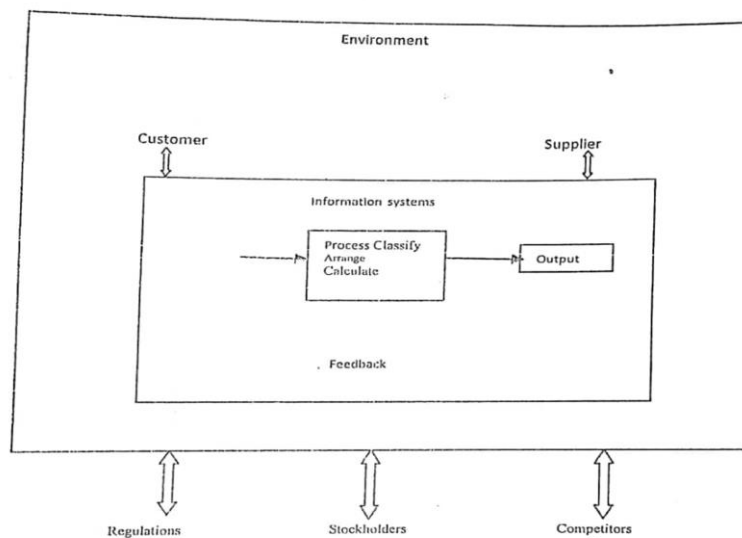 Environment
Customer
Supplier
Information systems
Process Classify
Arrange
Calculate
Output
Feedback
Regulations
Stockholders
Competitors